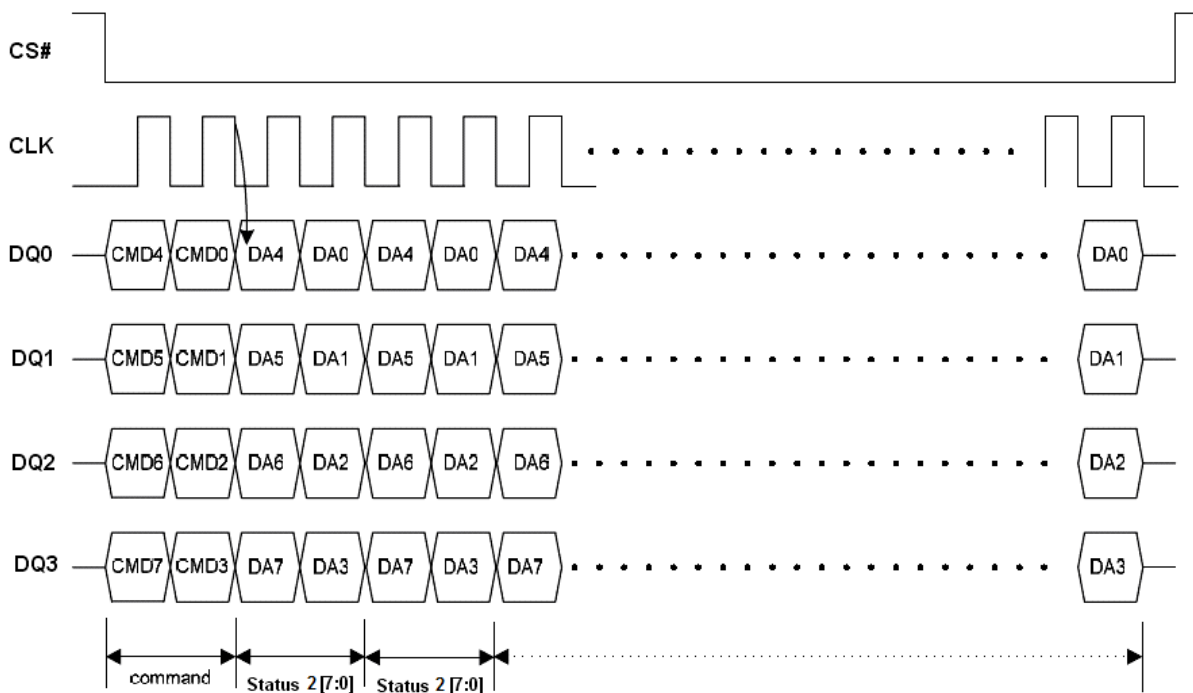 CS#
CLK
DQ0 CMD4 CMD0 DA4 DA0 DA4 DA0 DA4 DA0
DQ1 CMD5 CMD1 DA5 DA1 DA5 DA1 DA5 DA1
DQ2 CMD6 CMD2 DA6 DA2 DA6 DA2 DA6 DA2
DQ3 CMD7 CMD3 DA7 DA3 DA7 DA3 DA7 DA3
command Status 2 [7:0] Status 2 [7:0]